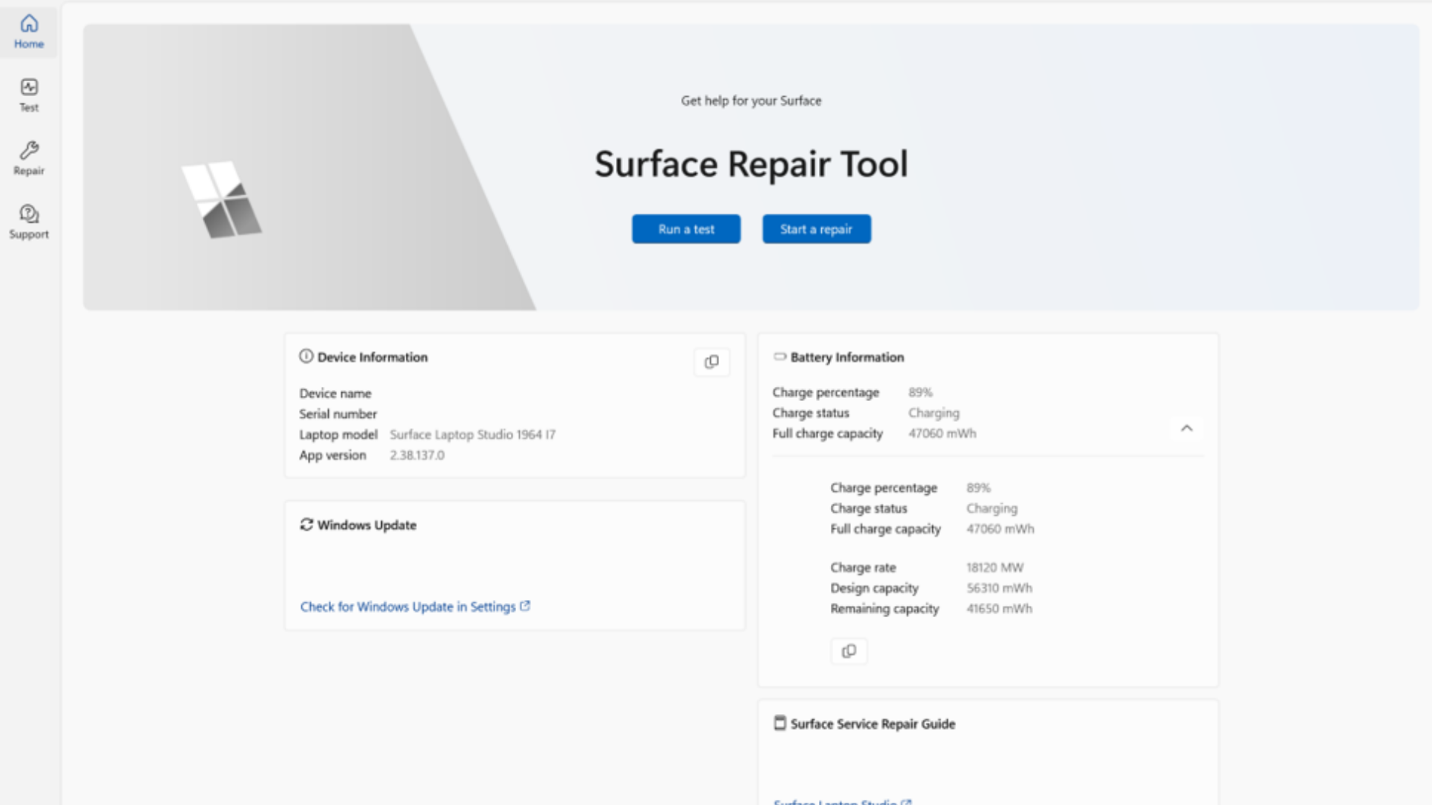 Home
Test
Repair
Support
Get help for your Surface
Surface Repair Tool
Run a test
Start a repair
Device Information
Device name
Serial number
Laptop model Surface Laptop Studio 1964 I7
App version 2.38.137.0
Windows Update
Check for Windows Update in Settings
Battery Information
Charge percentage 89%
Charge status Charging
Full charge capacity 47060 mWh
Charge percentage 89%
Charge status Charging
Full charge capacity 47060 mWh
Charge rate 18120 MW
Design capacity 56310 mWh
Remaining capacity 41650 mWh
Surface Service Repair Guide
Surface Laptop Studio